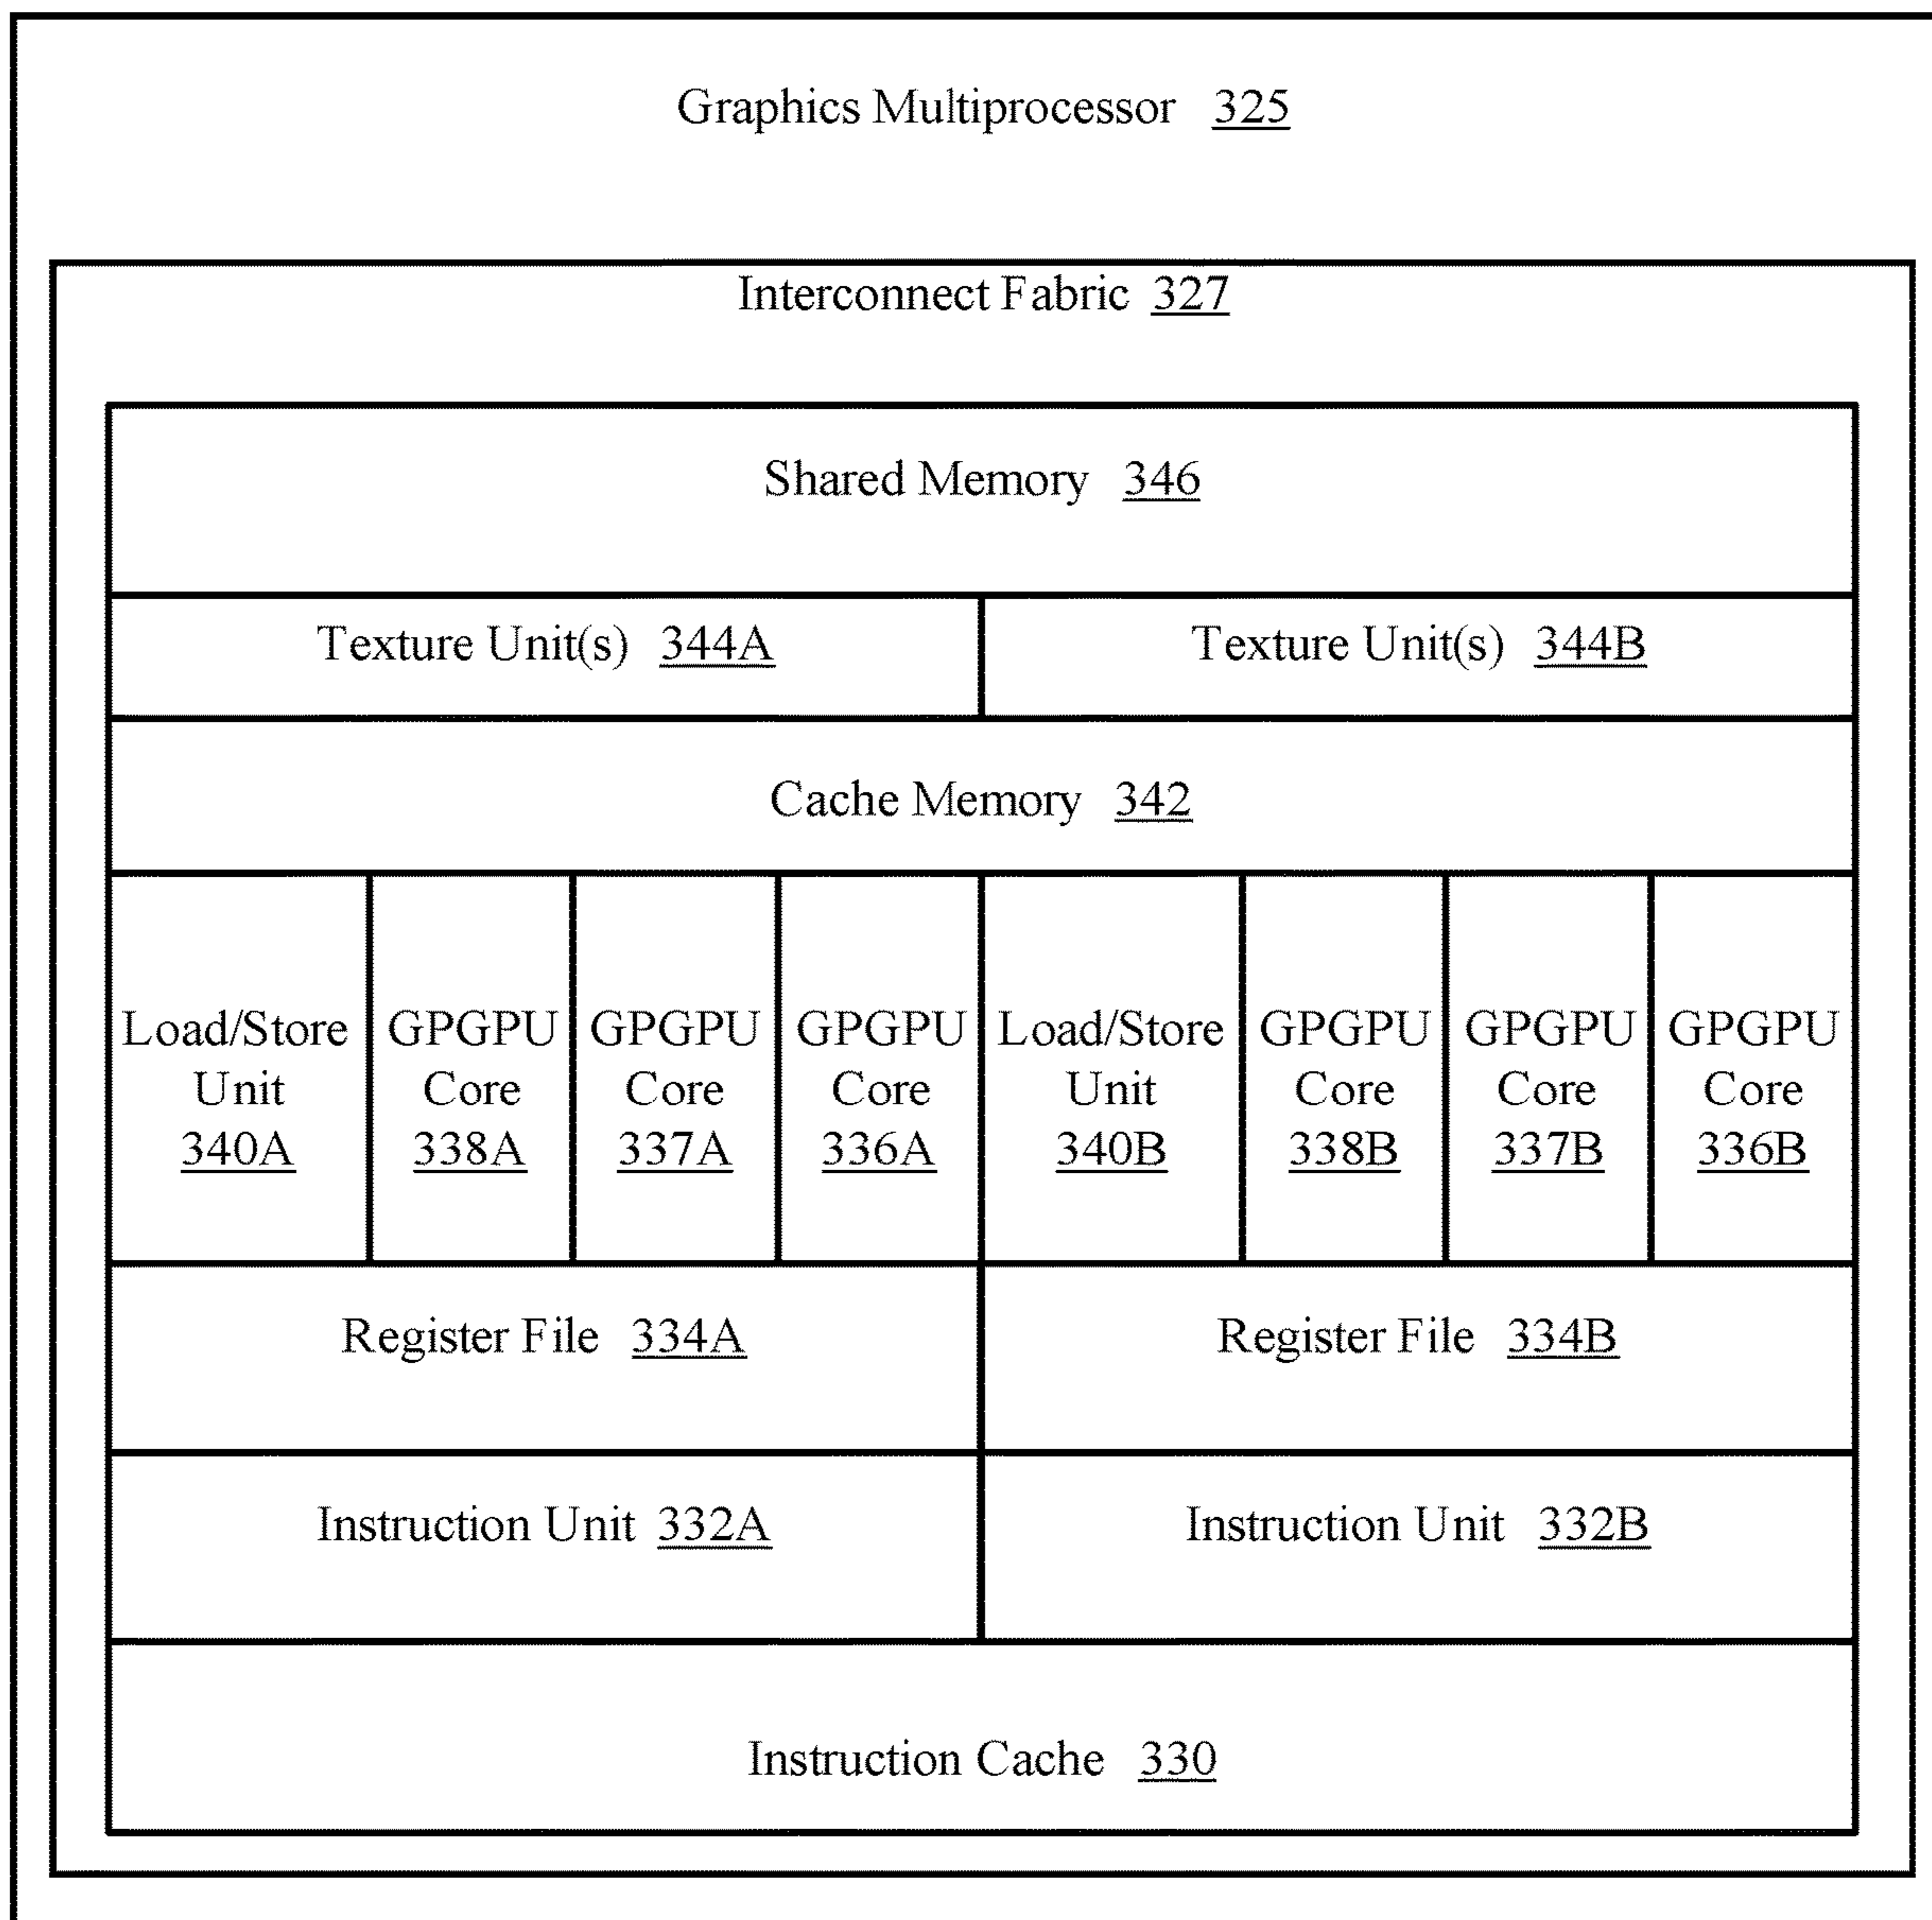 Graphics Multiprocessor 325
Interconnect Fabric 327
Shared Memory 346
Texture Unit(s) 344A
Texture Unit(s) 344B
Cache Memory 342
Load/Store
Unit
340A
GPGPU
Core
338A
GPGPU
Core
337A
GPGPU
Core
336A
Load/Store
Unit
340B
GPGPU
Core
338B
GPGPU
Core
337B
GPGPU
Core
336B
Register File 334A
Register File 334B
Instruction Unit 332A
Instruction Unit 332B
Instruction Cache 330